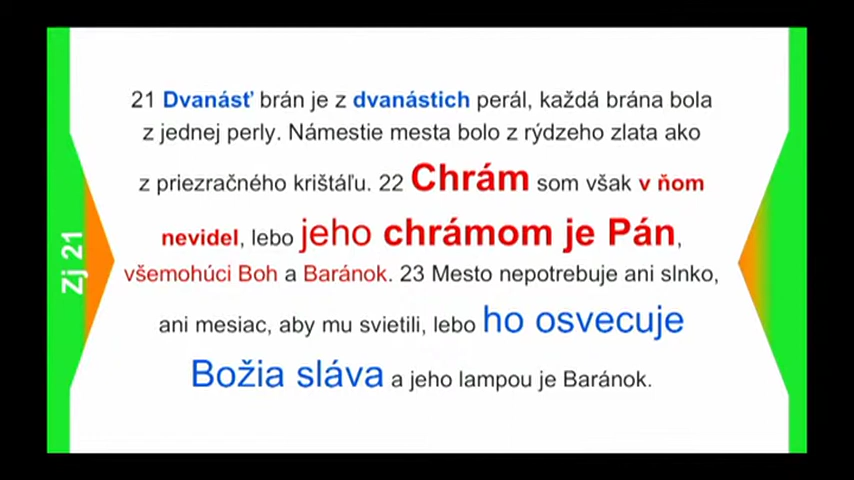 Zj 21
21 Dvanásť brán je z dvanástich perál, každá brána bola
z jednej perly. Námestie mesta bolo z rýdzeho zlata ako
z priezračného krištáľu. 22 Chrám som však v ňom
nevidel, lebo jeho chrámom je Pán,
všemohúci Boh a Baránok. 23 Mesto nepotrebuje ani slnko,
ani mesiac, aby mu svietili, lebo ho osvecuje
Božia sláva a jeho lampou je Baránok.